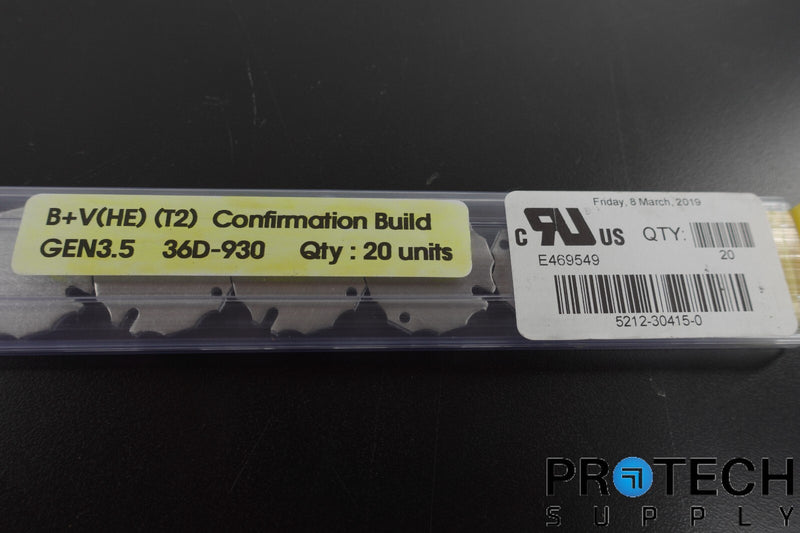 B+V(HE) (T2) Confirmation Build
GEN3.5 36D-930 Qty : 20 units
Friday, 8 March, 2019
c RU US QTY:
E469549 20
5212-30415-0
PROTECH
SUPPLY